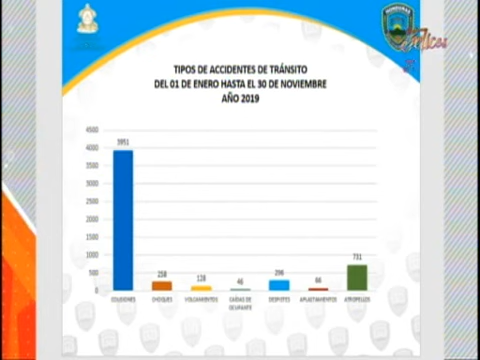 HONDURAS
TIPOS DE ACCIDENTES DE TRÁNSITO
DEL 01 DE ENERO HASTA EL 30 DE NOVIEMBRE
AÑO 2019
4500
4000
3500
3000
2500
2000
1500
1000
500
0
3951
258
128
46
296
66
731
COLISIONES
CHOQUES
VOLCAMIENTOS
CAIDAS DE OCUPANTE
DESPISTES
APLASTAMIENTOS
ATROPELLOS